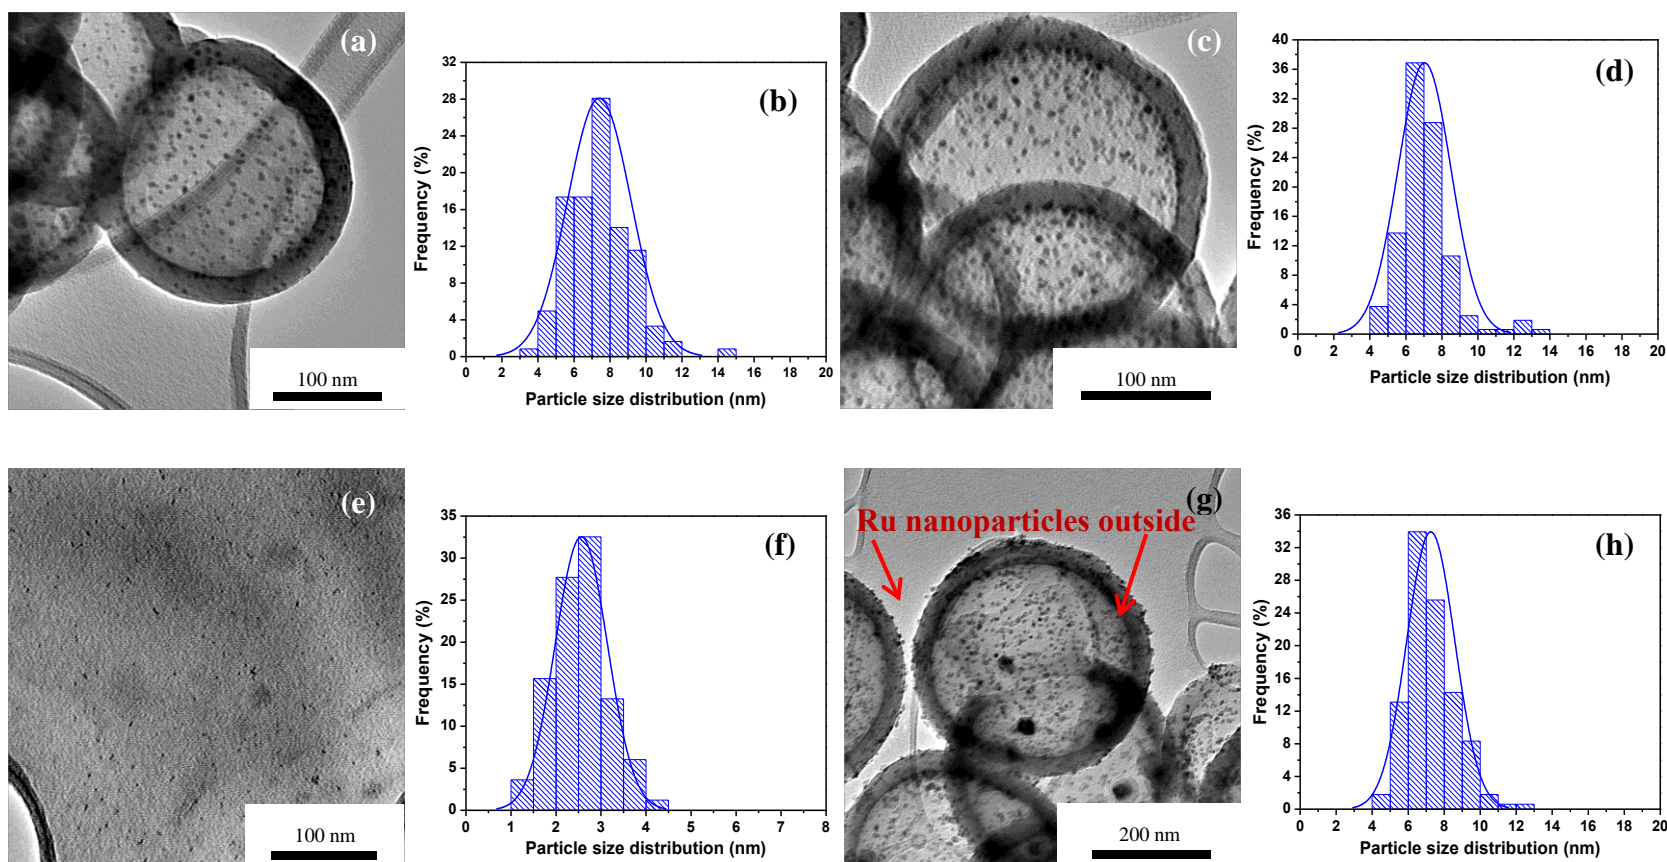 (a)
100 nm
(b)
Frequency (%)
32
28
24
20
16
12
8
4
0
0 2 4 6 8 10 12 14 16 18 20
Particle size distribution (nm)
(c)
100 nm
(d)
Frequency (%)
40
36
32
28
24
20
16
12
8
4
0
0 2 4 6 8 10 12 14 16 18 20
Particle size distribution (nm)
(e)
100 nm
(f)
Frequency (%)
35
30
25
20
15
10
5
0
0 1 2 3 4 5 6 7 8
Particle size distribution (nm)
(g)
Ru nanoparticles outside
200 nm
(h)
Frequency (%)
36
32
28
24
20
16
12
8
4
0
0 2 4 6 8 10 12 14 16 18 20
Particle size distribution (nm)